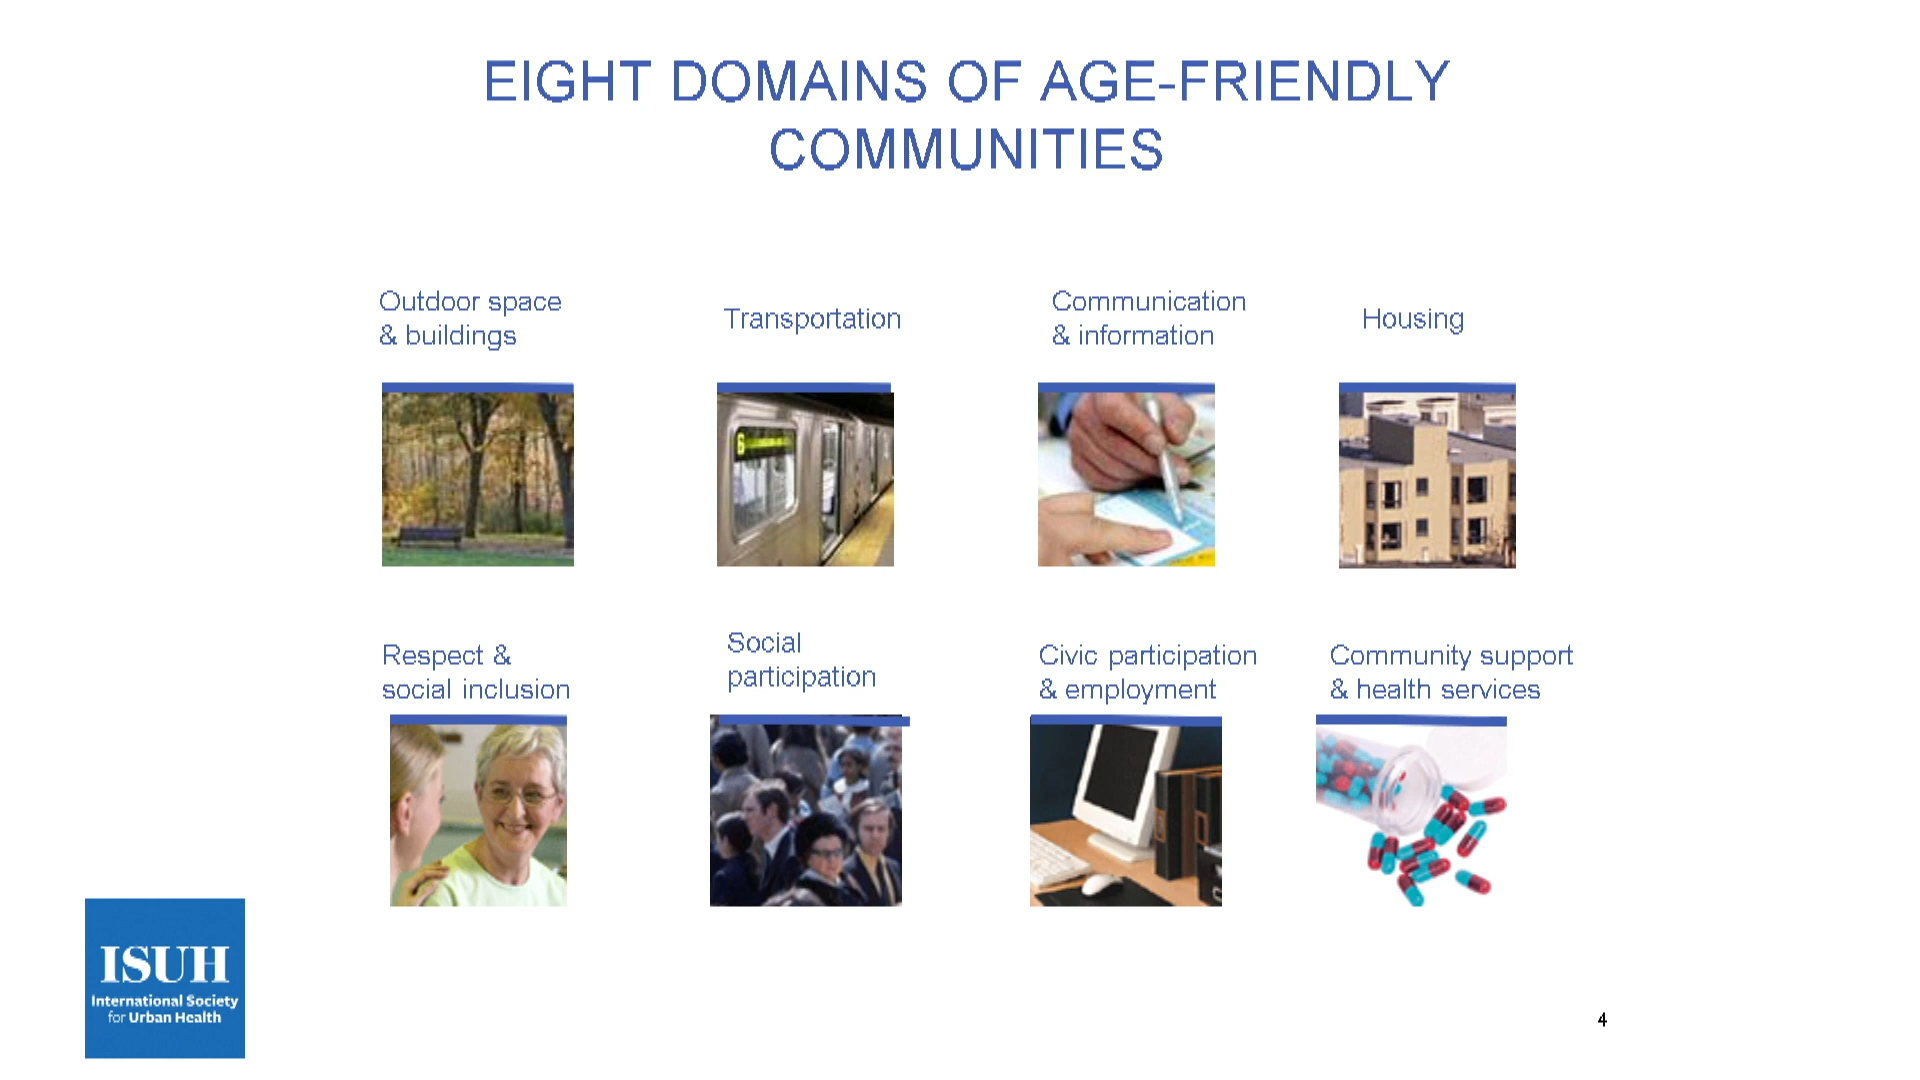 EIGHT DOMAINS OF AGE-FRIENDLY
COMMUNITIES
Outdoor space
& buildings
Transportation
Communication
& information
Housing
6
Respect &
social inclusion
Social
participation
Civic participation
& employment
Community support
& health services
ISUH
International Society
for Urban Health
4